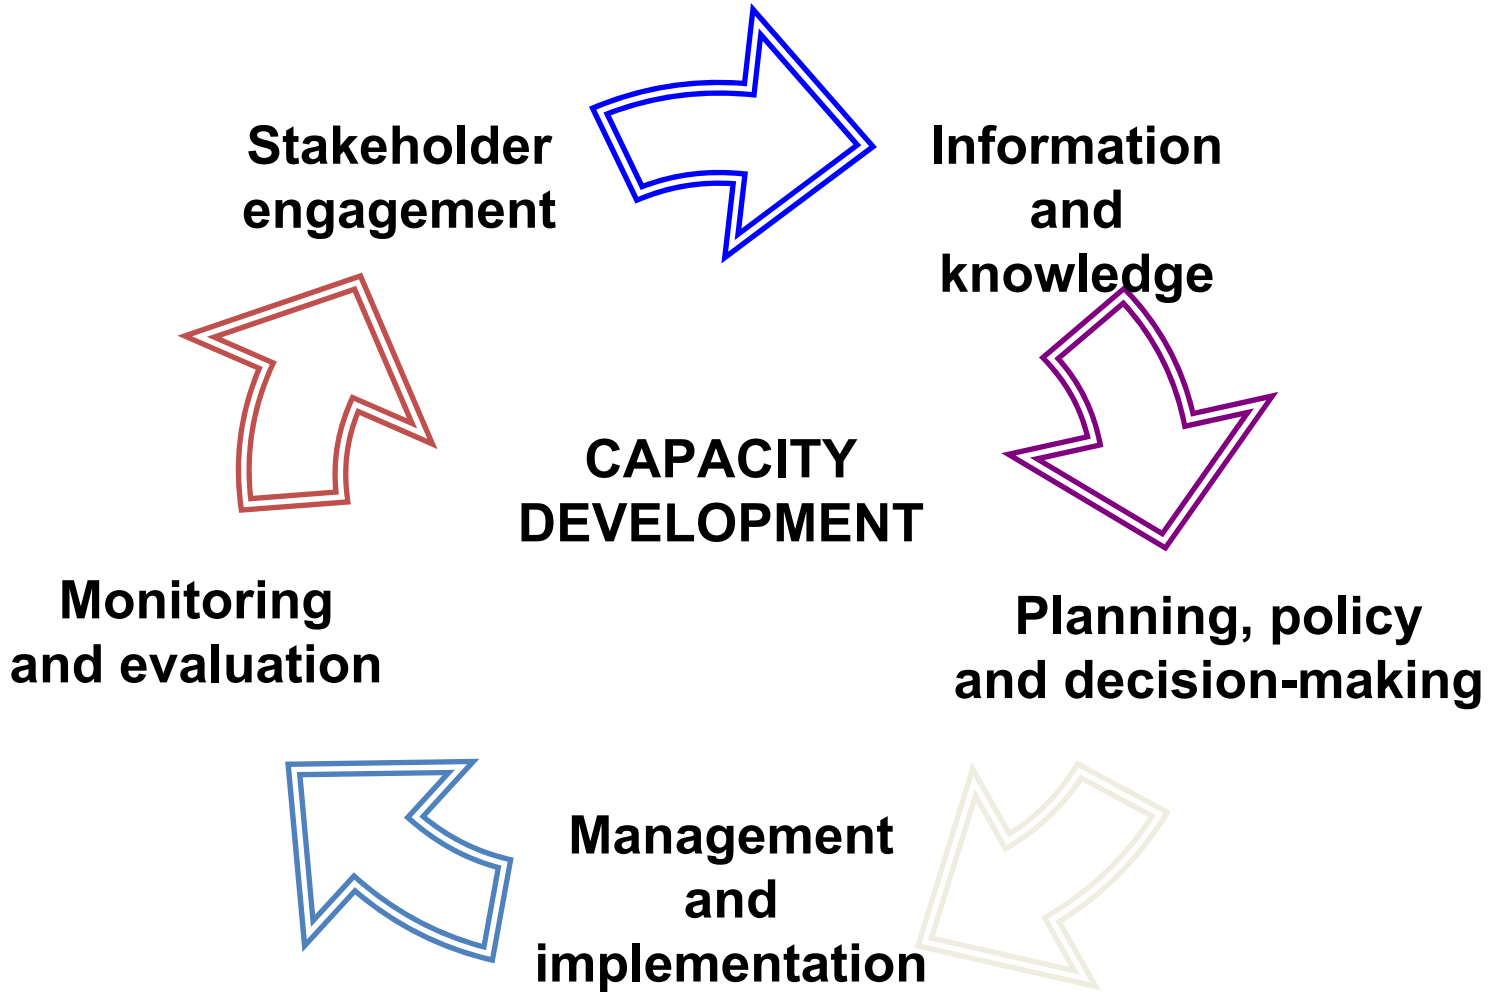 Stakeholder
engagement
Information
and
knowledge
CAPACITY
DEVELOPMENT
Monitoring
and evaluation
Planning, policy
and decision-making
Management
and
implementation